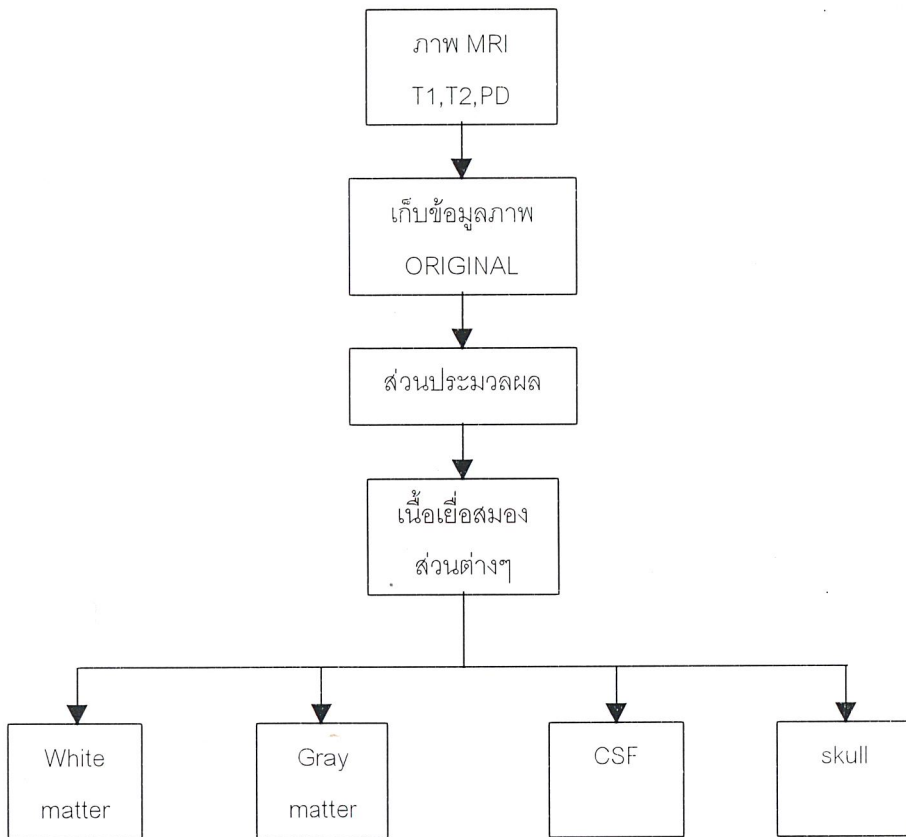 ภาพ MRI
T1,T2,PD
เก็บข้อมูลภาพ
ORIGINAL
ส่วนประมวลผล
เนื้อเยื่อสมอง
ส่วนต่างๆ
White
matter
Gray
matter
CSF
skull